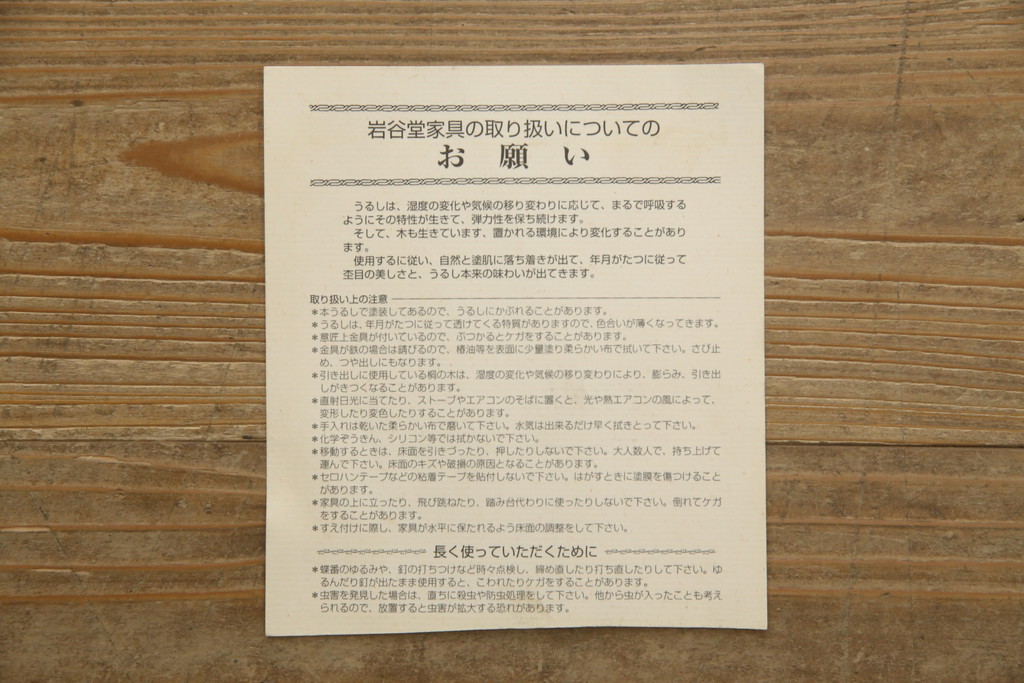 岩谷堂家具の取り扱いについての
お願い
うるしは、湿度の変化や気候の移り変わりに応じて、まるで呼吸する
ようにその特性が生きて、弾力性を保ち続けます。
そして、木も生きています、置かれる環境により変化することがあり
ます。
使用するに従い、自然と塗肌に落ち着きが出て、年月がたつに従って
杢目の美しさと、うるし本来の味わいが出てきます。
取り扱い上の注意
＊本うるしで塗装してあるので、うるしにかぶれることがあります。
＊うるしは、年月がたつに従って透けてくる特質がありますので、色合いが薄くなってきます。
＊意匠上金具が付いているので、ぶつかるとケガをすることがあります。
＊金具が鉄の場合は錆びるので、椿油等を表面に少量塗り柔らかい布で拭いて下さい。さび止
め、つや出しにもなります。
＊引き出しに使用している桐の木は、湿度の変化や気候の移り変わりにより、膨らみ、引き出
しがきつくなることがあります。
＊直射日光に当てたり、ストーブやエアコンのそばに置くと、光や熱エアコンの風によって、
変形したり変色したりすることがあります。
＊手入れは乾いた柔らかい布で磨いて下さい。水気は出来るだけ早く拭きとって下さい。
＊化学ぞうきん、シリコン等では拭かないで下さい。
＊移動するときは、床面を引きづったり、押したりしないで下さい。大人数人で、持ち上げて
運んで下さい。床面のキズや破損の原因となることがあります。
＊セロハンテープなどの粘着テープを貼付しないで下さい。はがすときに塗膜を傷つけること
があります。
＊家具の上に立ったり、飛び跳ねたり、踏み台代わりに使ったりしないで下さい。倒れてケガ
をすることがあります。
＊すえ付けに際し、家具が水平に保たれるよう床面の調整をして下さい。
長く使っていただくために
＊蝶番のゆるみや、釘の打ちつけなど時々点検し、締め直したり打ち直したりして下さい。ゆ
るんだり釘が出たまま使用すると、こわれたりケガをすることがあります。
＊虫害を発見した場合は、直ちに殺虫や防虫処理をして下さい。他から虫が入ったことも考え
られるので、放置すると虫害が拡大する恐れがあります。